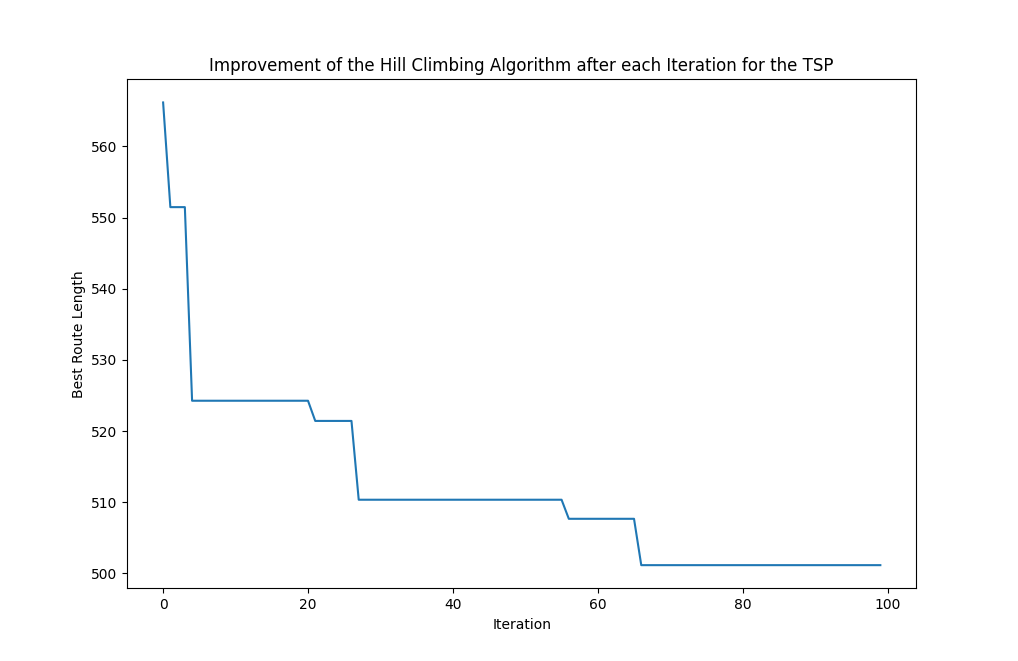 Improvement of the Hill Climbing Algorithm after each Iteration for the TSP
Best Route Length
560
550
540
530
520
510
500
0 20 40 60 80 100
Iteration